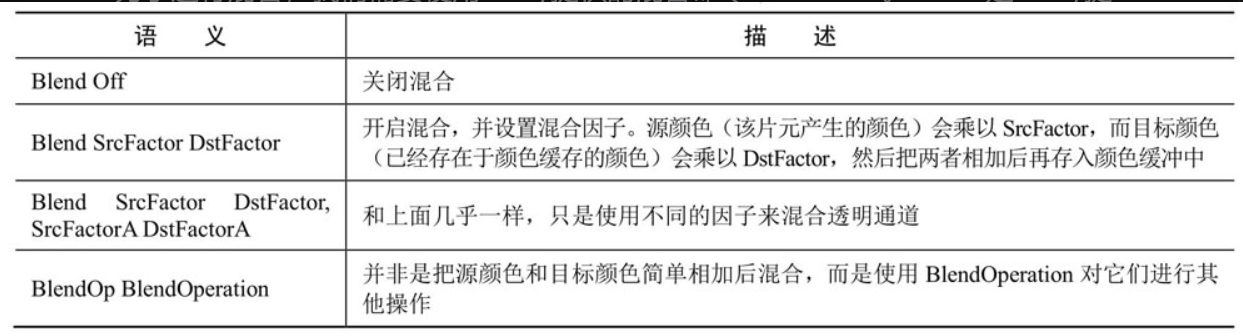 语 义 描 述
Blend Off 关闭混合
开启混合，并设置混合因子。源颜色（该片元产生的颜色）会乘以 SrcFactor，而目标颜色
Blend SrcFactor DstFactor
（已经存在于颜色缓存的颜色）会乘以 DstFactor，然后把两者相加后再存入颜色缓冲中
Blend SrcFactor DstFactor,
SrcFactorA DstFactorA
和上面几乎一样，只是使用不同的因子来混合透明通道
BlendOp BlendOperation
并非是把源颜色和目标颜色简单相加后混合，而是使用 BlendOperation 对它们进行其
他操作